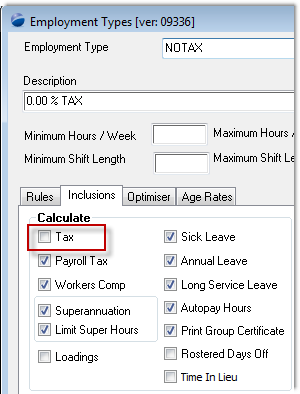 Employment Types [ver: 09336]
Employment Type NOTAX
Description
0.00 % TAX
Minimum Hours / Week Maximum Hours /
Minimum Shift Length Maximum Shift Le
Rules Inclusions Optimiser Age Rates
Calculate
Tax Sick Leave
Payroll Tax Annual Leave
Workers Comp Long Service Leave
Superannuation Autopay Hours
Limit Super Hours Print Group Certificate
Loadings Rostered Days Off
Time In Lieu